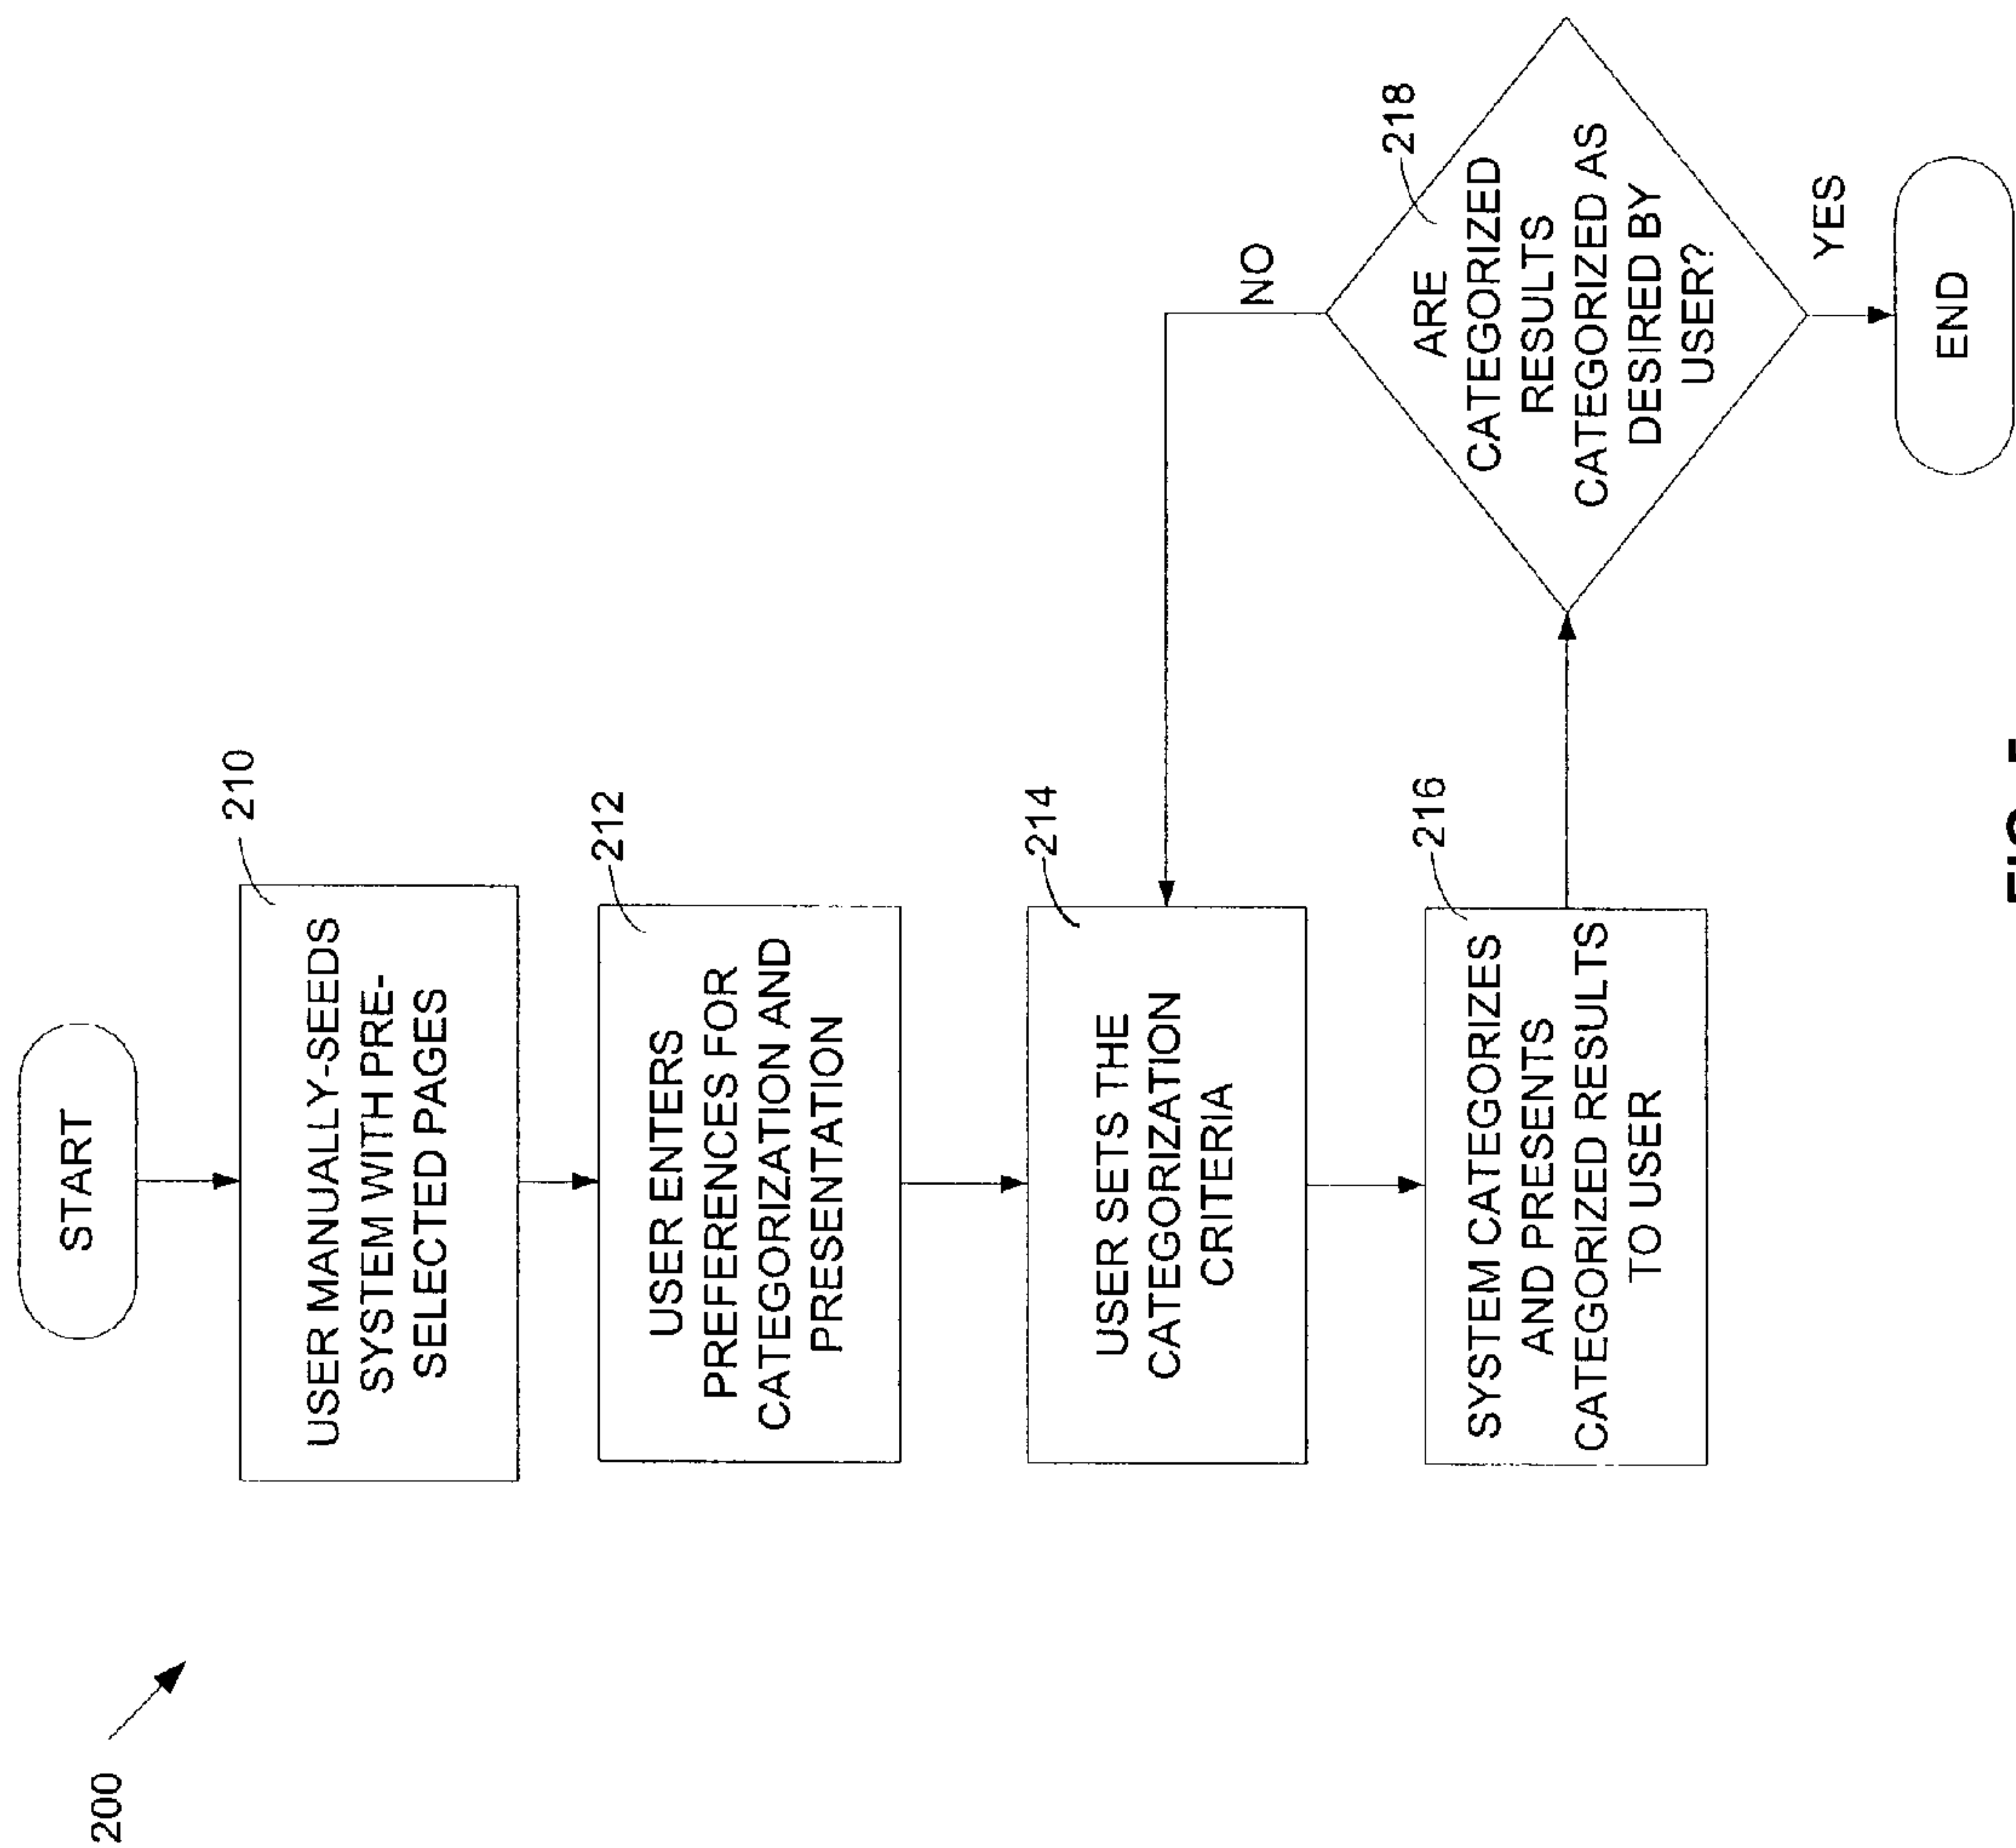 200
START
210
USER MANUALLY-SEEDS
SYSTEM WITH PRE-
SELECTED PAGES
212
USER ENTERS
PREFERENCES FOR
CATEGORIZATION AND
PRESENTATION
214
USER SETS THE
CATEGORIZATION
CRITERIA
216
SYSTEM CATEGORIZES
AND PRESENTS
CATEGORIZED RESULTS
TO USER
218
ARE
CATEGORIZED
RESULTS
CATEGORIZED AS
DESIRED BY
USER?
NO
YES
END